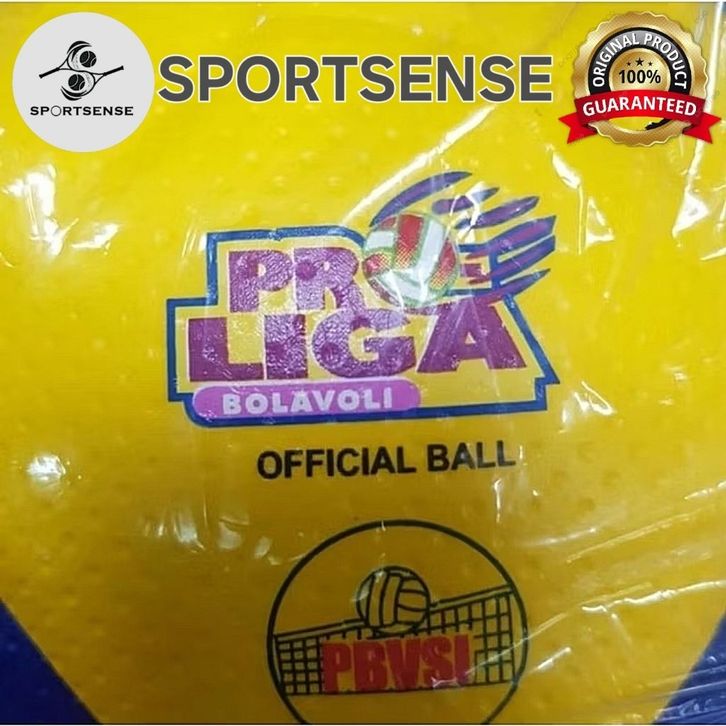 SPORTSENSE
SPORTSENSE
ORIGINAL PRODUCT
100%
GUARANTEED
PRO
LIGA
BOLAVOLI
OFFICIAL BALL
PBVSI